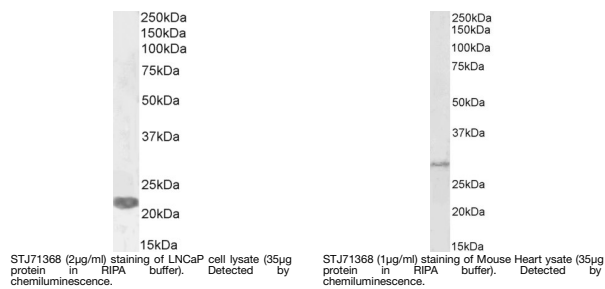 250kDa
150kDa
100kDa
75kDa
50kDa
37kDa
25kDa
20kDa
15kDa
STJ71368 (2µg/ml) staining of LNCaP cell lysate (35µg
protein in RIPA buffer). Detected by
chemiluminescence.
250kDa
150kDa
100kDa
75kDa
50kDa
37kDa
25kDa
20kDa
15kDa
STJ71368 (1µg/ml) staining of Mouse Heart ysate (35µg
protein in RIPA buffer). Detected by
chemiluminescence.